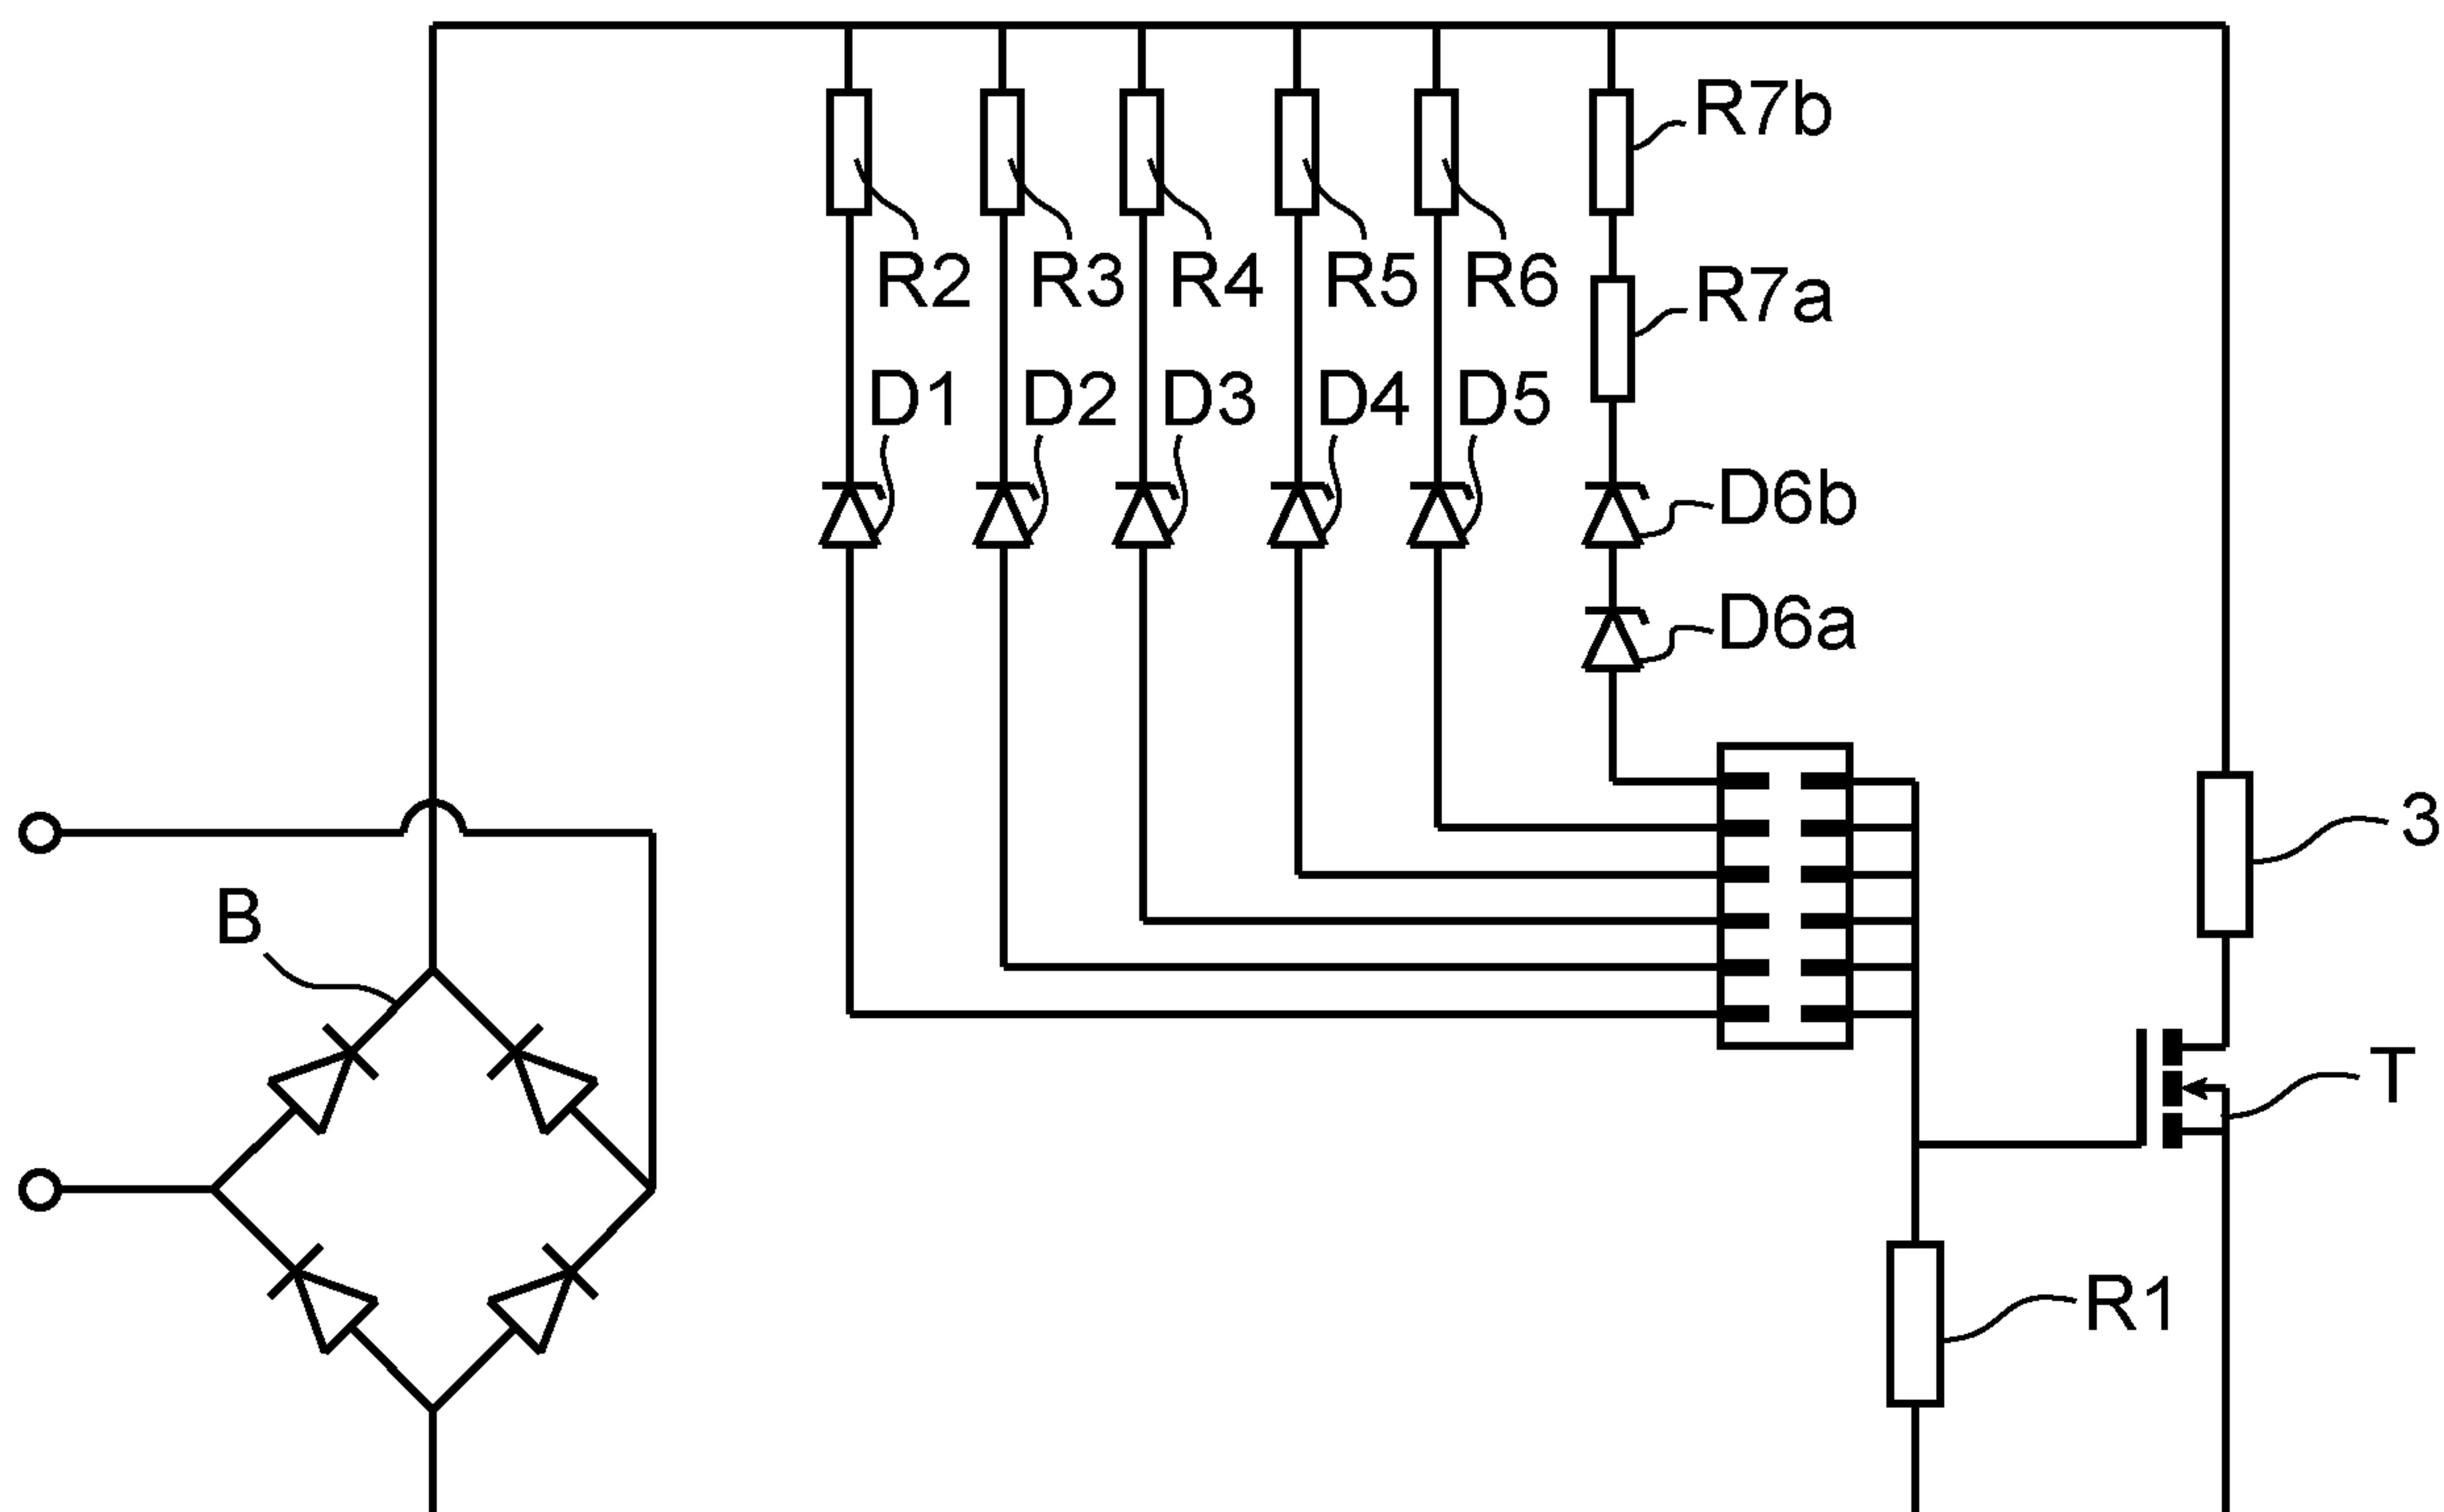 R7b
R2 R3 R4 R5 R6 R7a
D1 D2 D3 D4 D5
D6b
D6a
3
B
T
R1